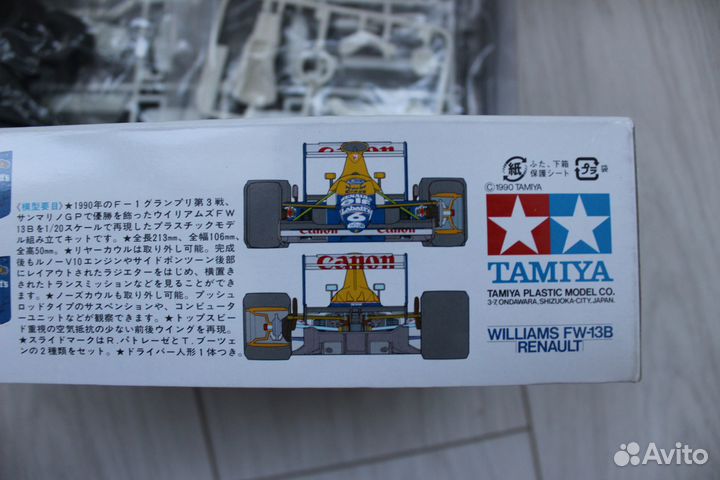 〈模型要目〉★1990年のF−1グランプリ第3戦、
サンマリノGPで優勝を飾ったウイリアムズFW
13Bを1/20スケールで再現したプラスチックモデ
ル組み立てキットです。★全長213mm、全幅106mm、
全高50mm。★リヤーカウルは取り外し可能。完成
後もルノーV10エンジンやサイドポンツーン後部
にレイアウトされたラジエターをはじめ、横置き
されたトランスミッションなどを見ることができ
ます。★ノーズカウルも取り外し可能。プッシュ
ロッドタイプのサスペンションや、コンピュータ
ーユニットなどが観察できます。★トップスピー
ド重視の空気抵抗の少ない前後ウイングを再現。
★スライドマークはR.パトレーゼとT.ブーツェ
ンの2種類をセット。★ドライバー人形1体つき。
Canon
RENAULT
elf
Labatt's
6
Canon
Canon
Canon
紙
ふた、下箱
保護シート
プラ
袋
©1990 TAMIYA
TAMIYA
TAMIYA PLASTIC MODEL CO.
3-7, ONDAWARA, SHIZUOKA-CITY, JAPAN.
WILLIAMS FW-13B
RENAULT
Avito